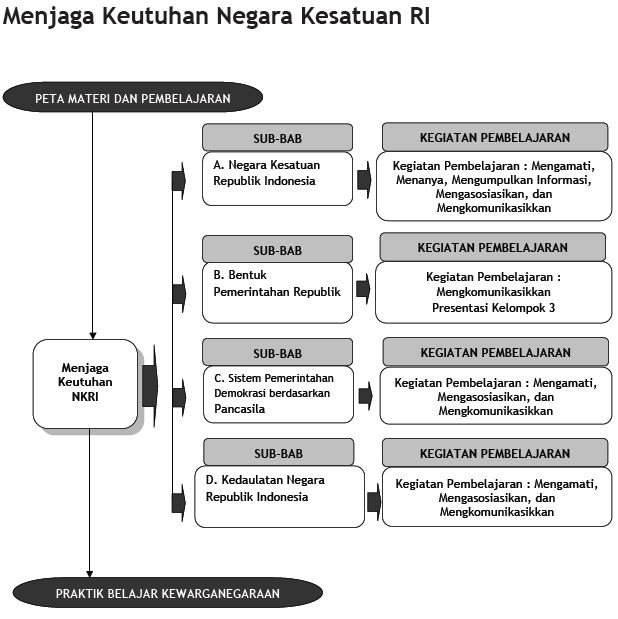 Menjaga Keutuhan Negara Kesatuan RI
PETA MATERI DAN PEMBELAJARAN
SUB-BAB
A. Negara Kesatuan
Republik Indonesia
KEGIATAN PEMBELAJARAN
Kegiatan Pembelajaran : Mengamati,
Menanya, Mengumpulkan Informasi,
Mengasosiasikan, dan
Mengkomunikasikkan
SUB-BAB
B. Bentuk
Pemerintahan Republik
KEGIATAN PEMBELAJARAN
Kegiatan Pembelajaran :
Mengkomunikasikkan
Presentasi Kelompok 3
Menjaga
Keutuhan
NKRI
SUB-BAB
C. Sistem Pemerintahan
Demokrasi berdasarkan
Pancasila
KEGIATAN PEMBELAJARAN
Kegiatan Pembelajaran : Mengamati,
Mengasosiasikan, dan
Mengkomunikasikkan
SUB-BAB
D. Kedaulatan Negara
Republik Indonesia
KEGIATAN PEMBELAJARAN
Kegiatan Pembelajaran : Mengamati,
Mengasosiasikan, dan
Mengkomunikasikkan
PRAKTIK BELAJAR KEWARGANEGARAAN